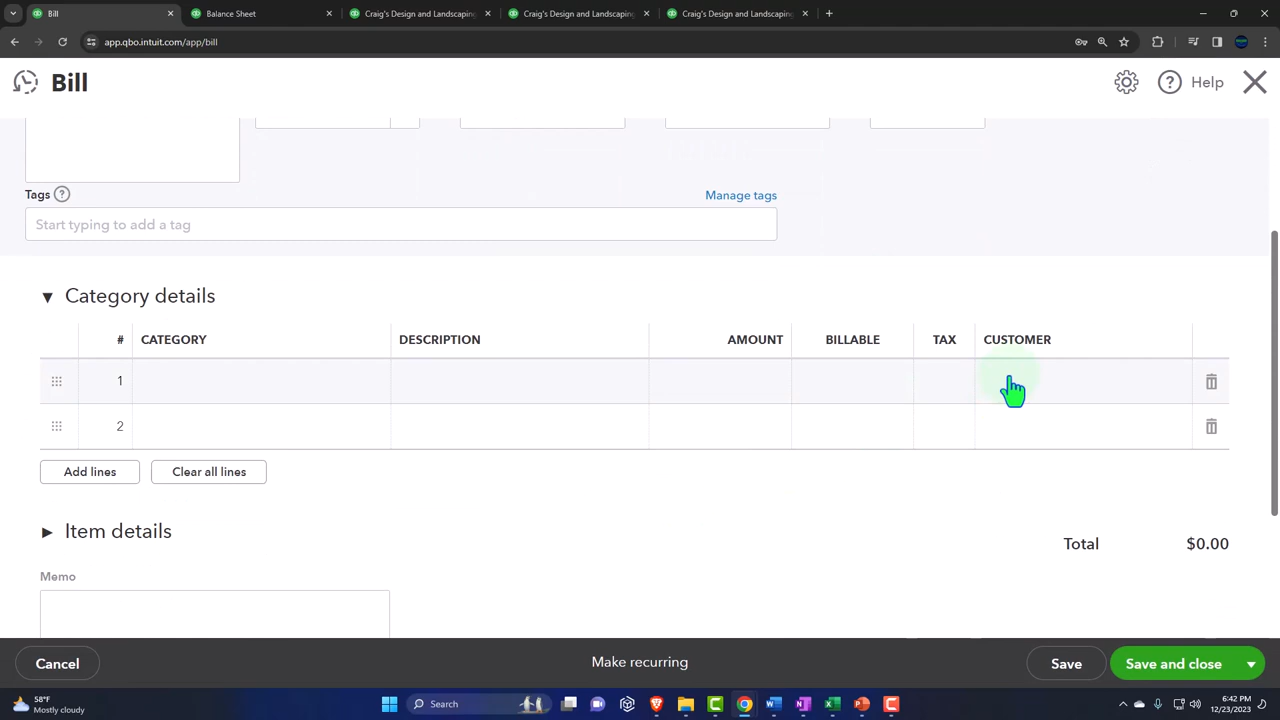 Bill
Balance Sheet
Craig's Design and Landscaping
Craig's Design and Landscaping
Craig's Design and Landscaping
app.qbo.intuit.com/app/bill
Bill
Help
Tags
Manage tags
Start typing to add a tag
Category details
# CATEGORY DESCRIPTION AMOUNT BILLABLE TAX CUSTOMER
1
2
Add lines Clear all lines
Item details
Total $0.00
Memo
Cancel Make recurring Save Save and close
58°F
Mostly cloudy
Search
6:42 PM
12/23/2023